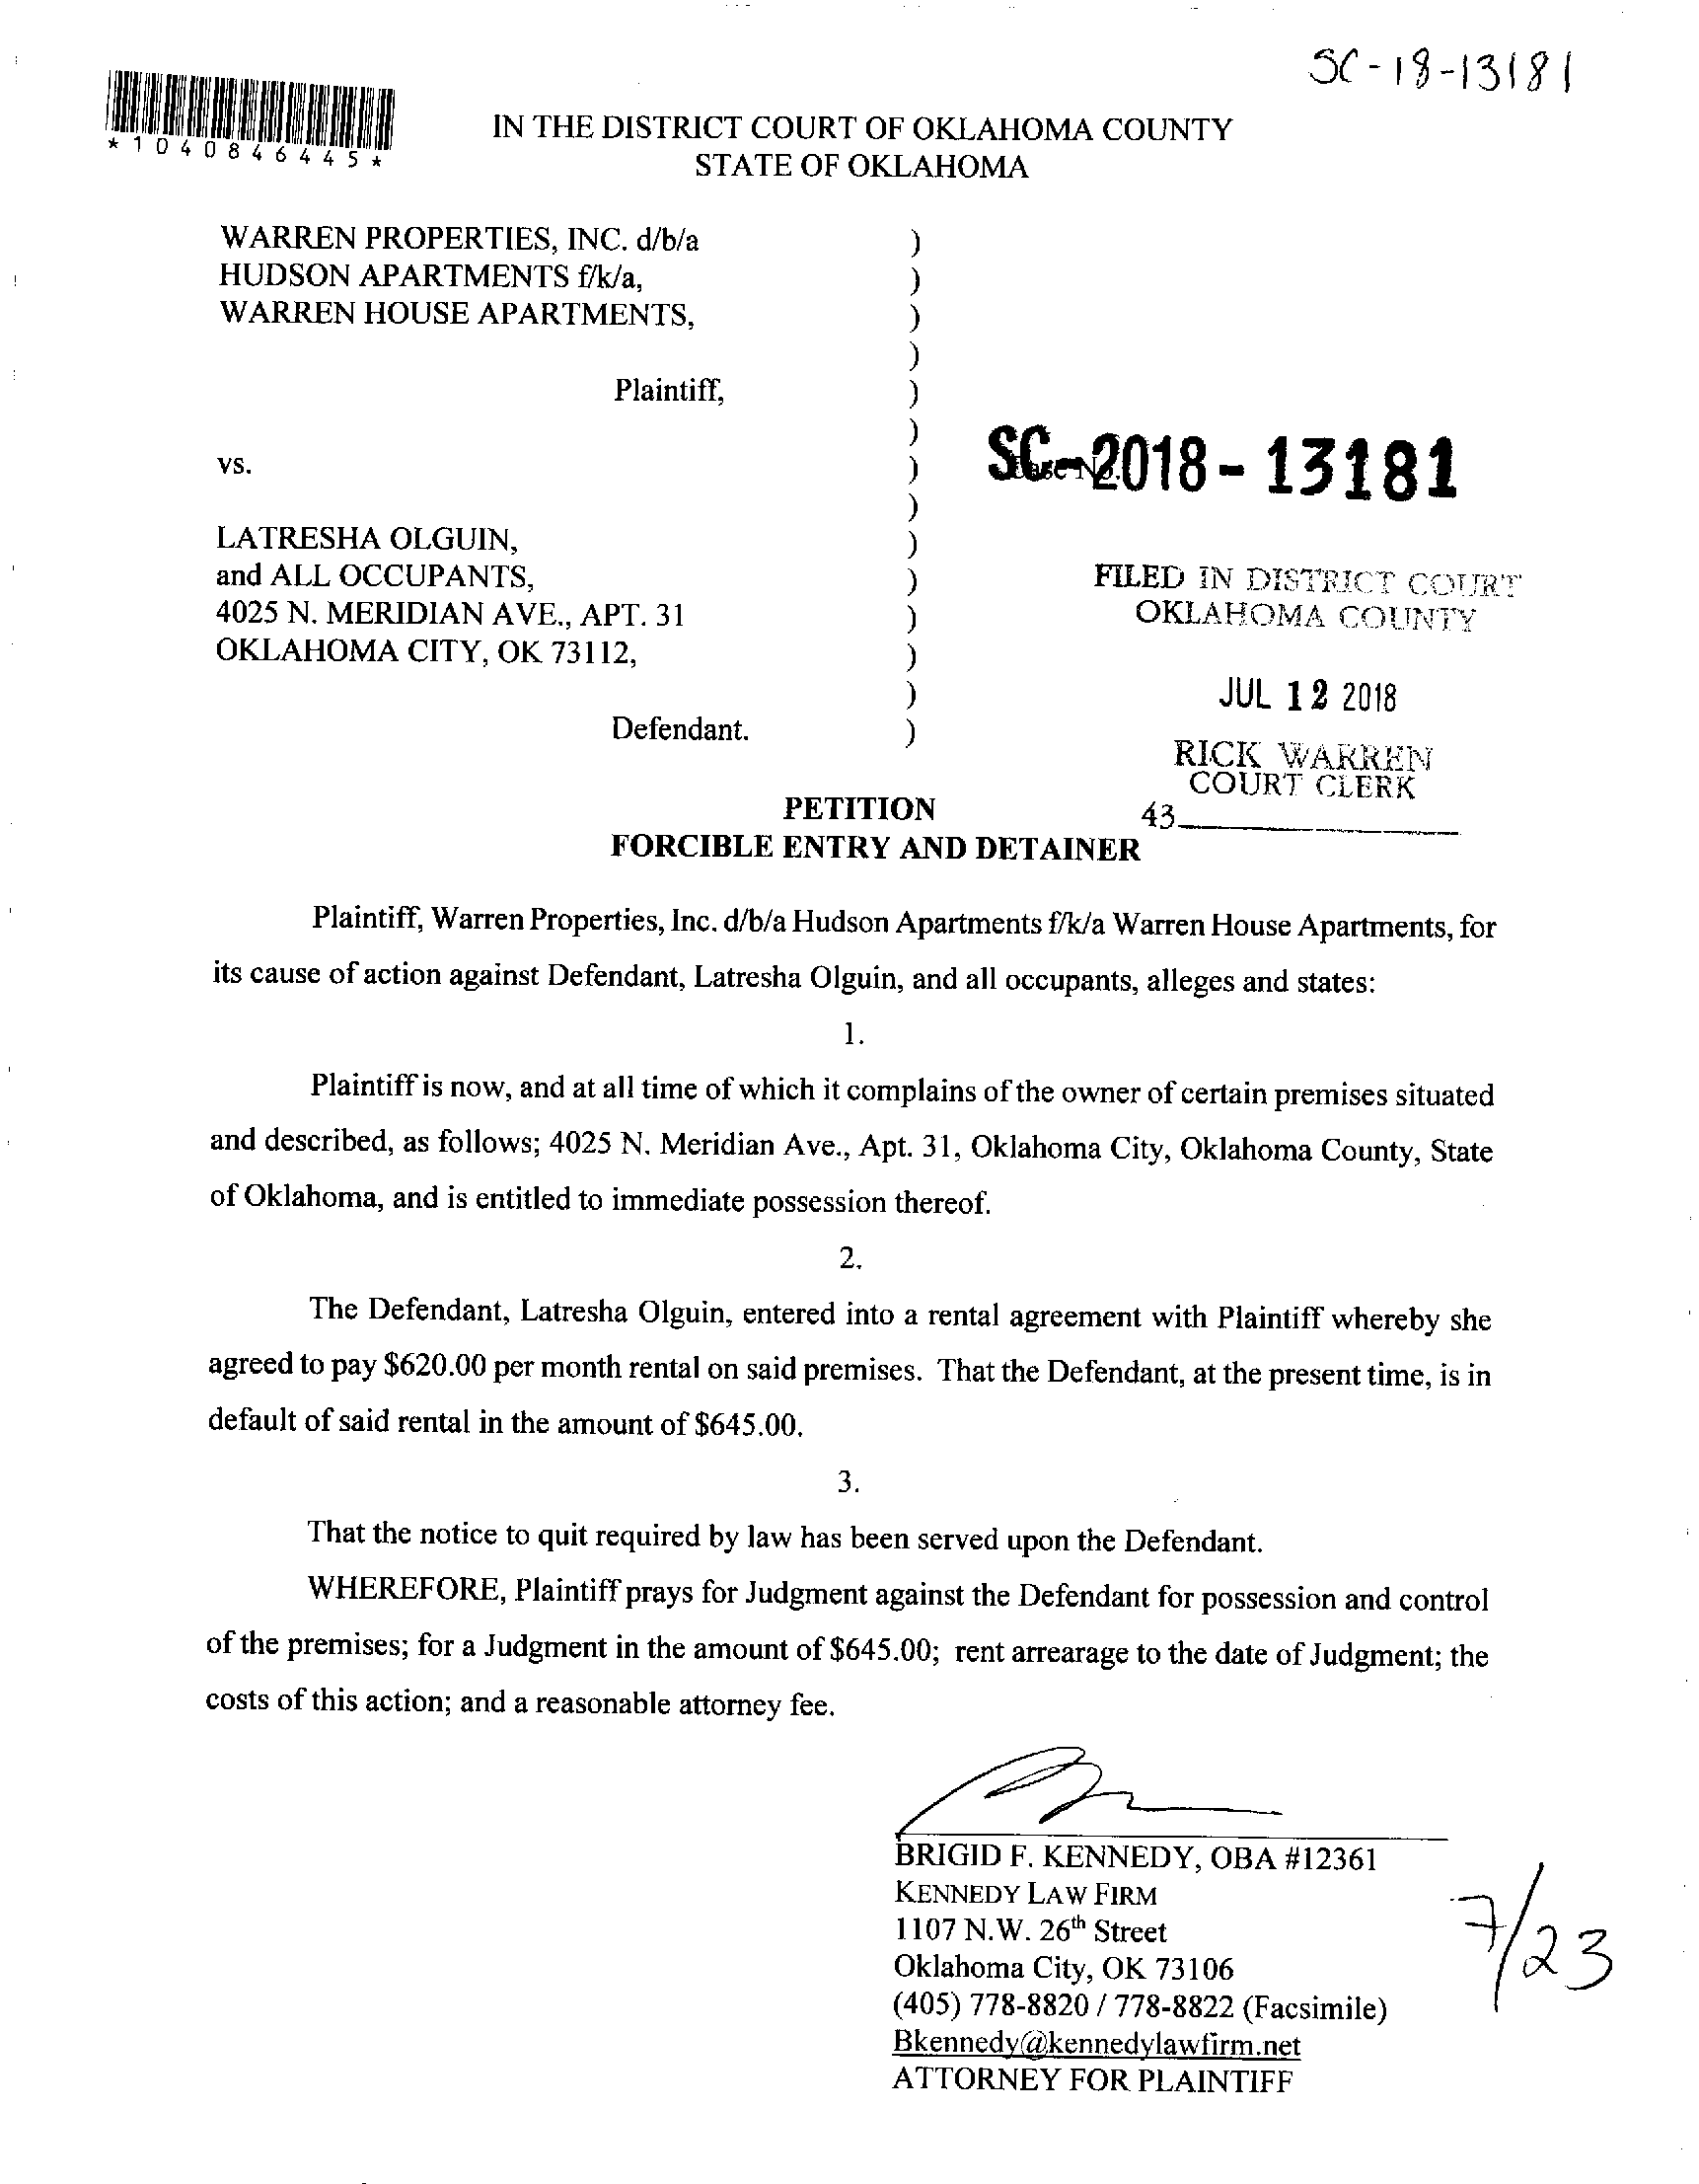 SC-18-13181
*1040846445*
IN THE DISTRICT COURT OF OKLAHOMA COUNTY
STATE OF OKLAHOMA
WARREN PROPERTIES, INC. d/b/a )
HUDSON APARTMENTS f/k/a, )
WARREN HOUSE APARTMENTS, )
)
Plaintiff, )
)
vs. ) Case No. SC-2018-13181
)
LATRESHA OLGUIN, )
and ALL OCCUPANTS, ) FILED IN DISTRICT COURT
4025 N. MERIDIAN AVE., APT. 31 ) OKLAHOMA COUNTY
OKLAHOMA CITY, OK 73112, )
) JUL 12 2018
Defendant. )
RICK WARREN
COURT CLERK
PETITION 43
FORCIBLE ENTRY AND DETAINER
Plaintiff, Warren Properties, Inc. d/b/a Hudson Apartments f/k/a Warren House Apartments, for
its cause of action against Defendant, Latresha Olguin, and all occupants, alleges and states:
1.
Plaintiff is now, and at all time of which it complains of the owner of certain premises situated
and described, as follows; 4025 N. Meridian Ave., Apt. 31, Oklahoma City, Oklahoma County, State
of Oklahoma, and is entitled to immediate possession thereof.
2.
The Defendant, Latresha Olguin, entered into a rental agreement with Plaintiff whereby she
agreed to pay $620.00 per month rental on said premises. That the Defendant, at the present time, is in
default of said rental in the amount of $645.00.
3.
That the notice to quit required by law has been served upon the Defendant.
WHEREFORE, Plaintiff prays for Judgment against the Defendant for possession and control
of the premises; for a Judgment in the amount of $645.00; rent arrearage to the date of Judgment; the
costs of this action; and a reasonable attorney fee.
BRIGID F. KENNEDY, OBA #12361
KENNEDY LAW FIRM
1107 N.W. 26th Street
Oklahoma City, OK 73106
(405) 778-8820 / 778-8822 (Facsimile)
Bkennedy@kennedylawfirm.net
ATTORNEY FOR PLAINTIFF
7/23